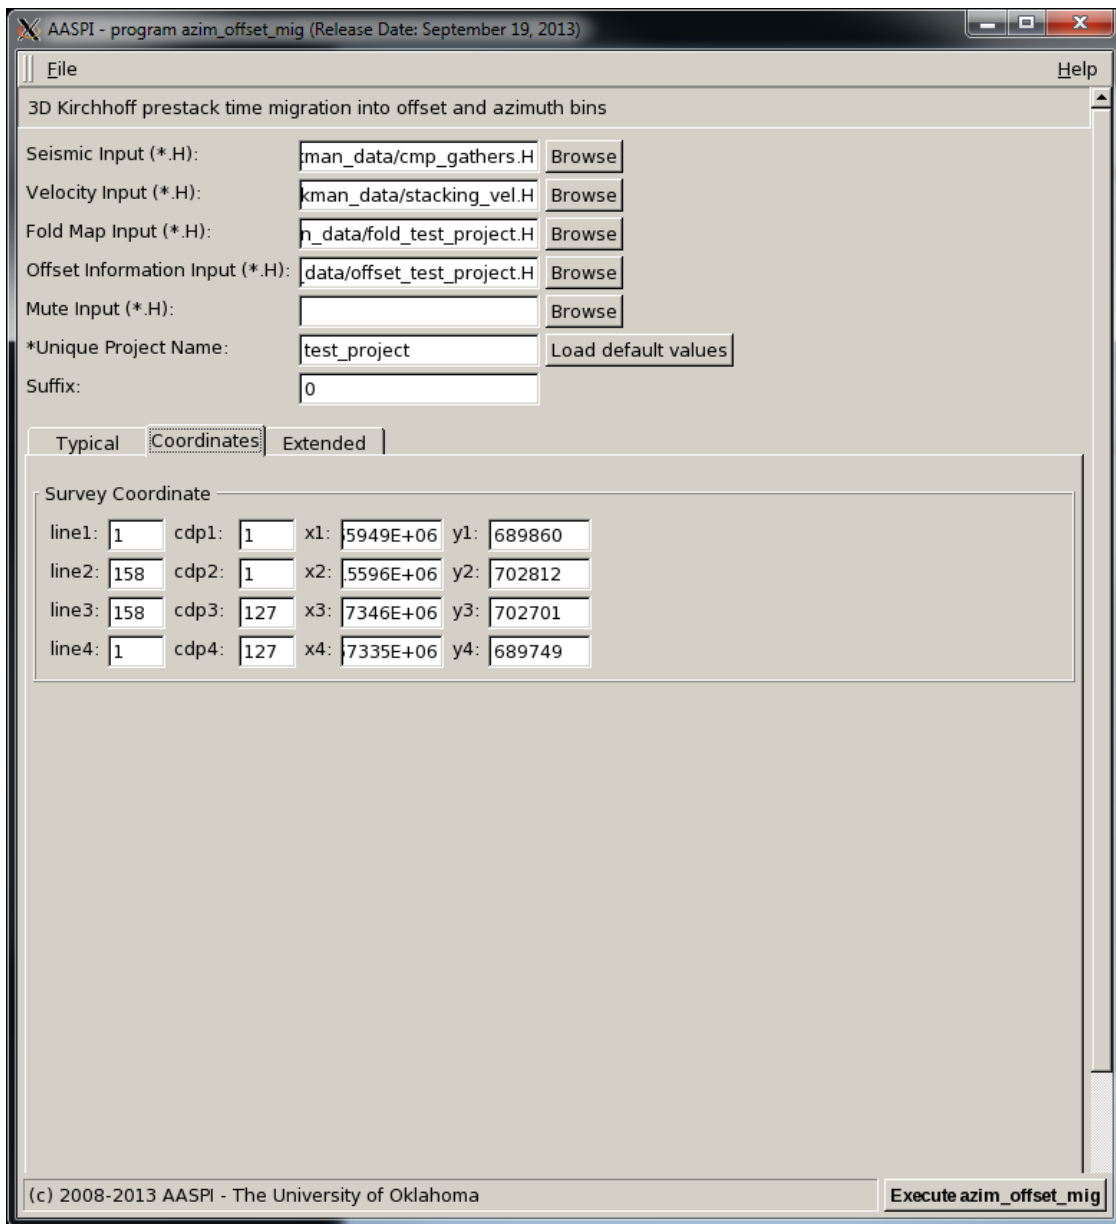 AASPI - program azim_offset_mig (Release Date: September 19, 2013)
File Help
3D Kirchhoff prestack time migration into offset and azimuth bins
Seismic Input (*.H): :man_data/cmp_gathers.H Browse
Velocity Input (*.H): kman_data/stacking_vel.H Browse
Fold Map Input (*.H): n_data/fold_test_project.H Browse
Offset Information Input (*.H): _data/offset_test_project.H Browse
Mute Input (*.H): Browse
*Unique Project Name: test_project Load default values
Suffix: 0
Typical Coordinates Extended
Survey Coordinate
line1: 1 cdp1: 1 x1: 5949E+06 y1: 689860
line2: 158 cdp2: 1 x2: .5596E+06 y2: 702812
line3: 158 cdp3: 127 x3: 7346E+06 y3: 702701
line4: 1 cdp4: 127 x4: 7335E+06 y4: 689749
(c) 2008-2013 AASPI - The University of Oklahoma Execute azim_offset_mig